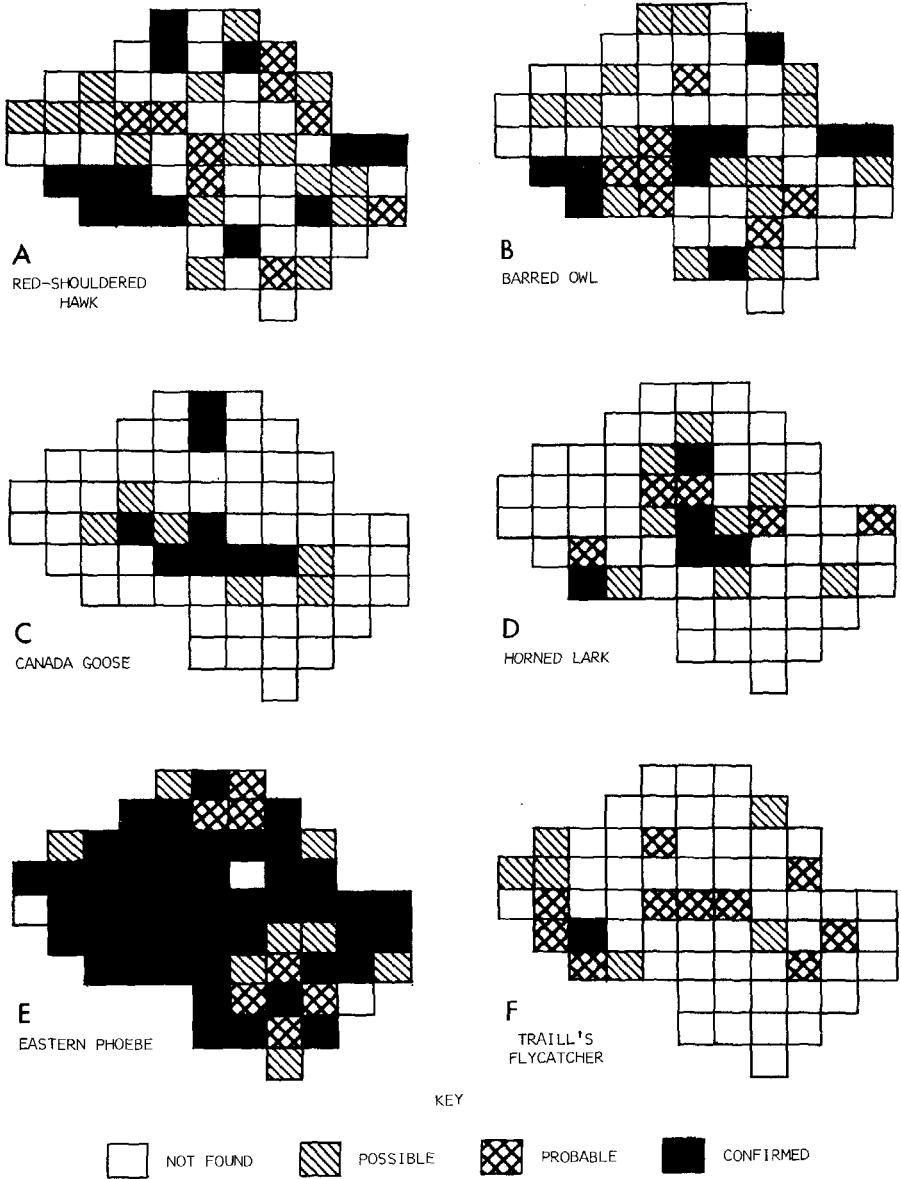 A
RED-SHOULDERED
HAWK
B
BARRED OWL
C
CANADA GOOSE
D
HORNED LARK
E
EASTERN PHOEBE
F
TRAILL'S
FLYCATCHER
KEY
NOT FOUND
POSSIBLE
PROBABLE
CONFIRMED